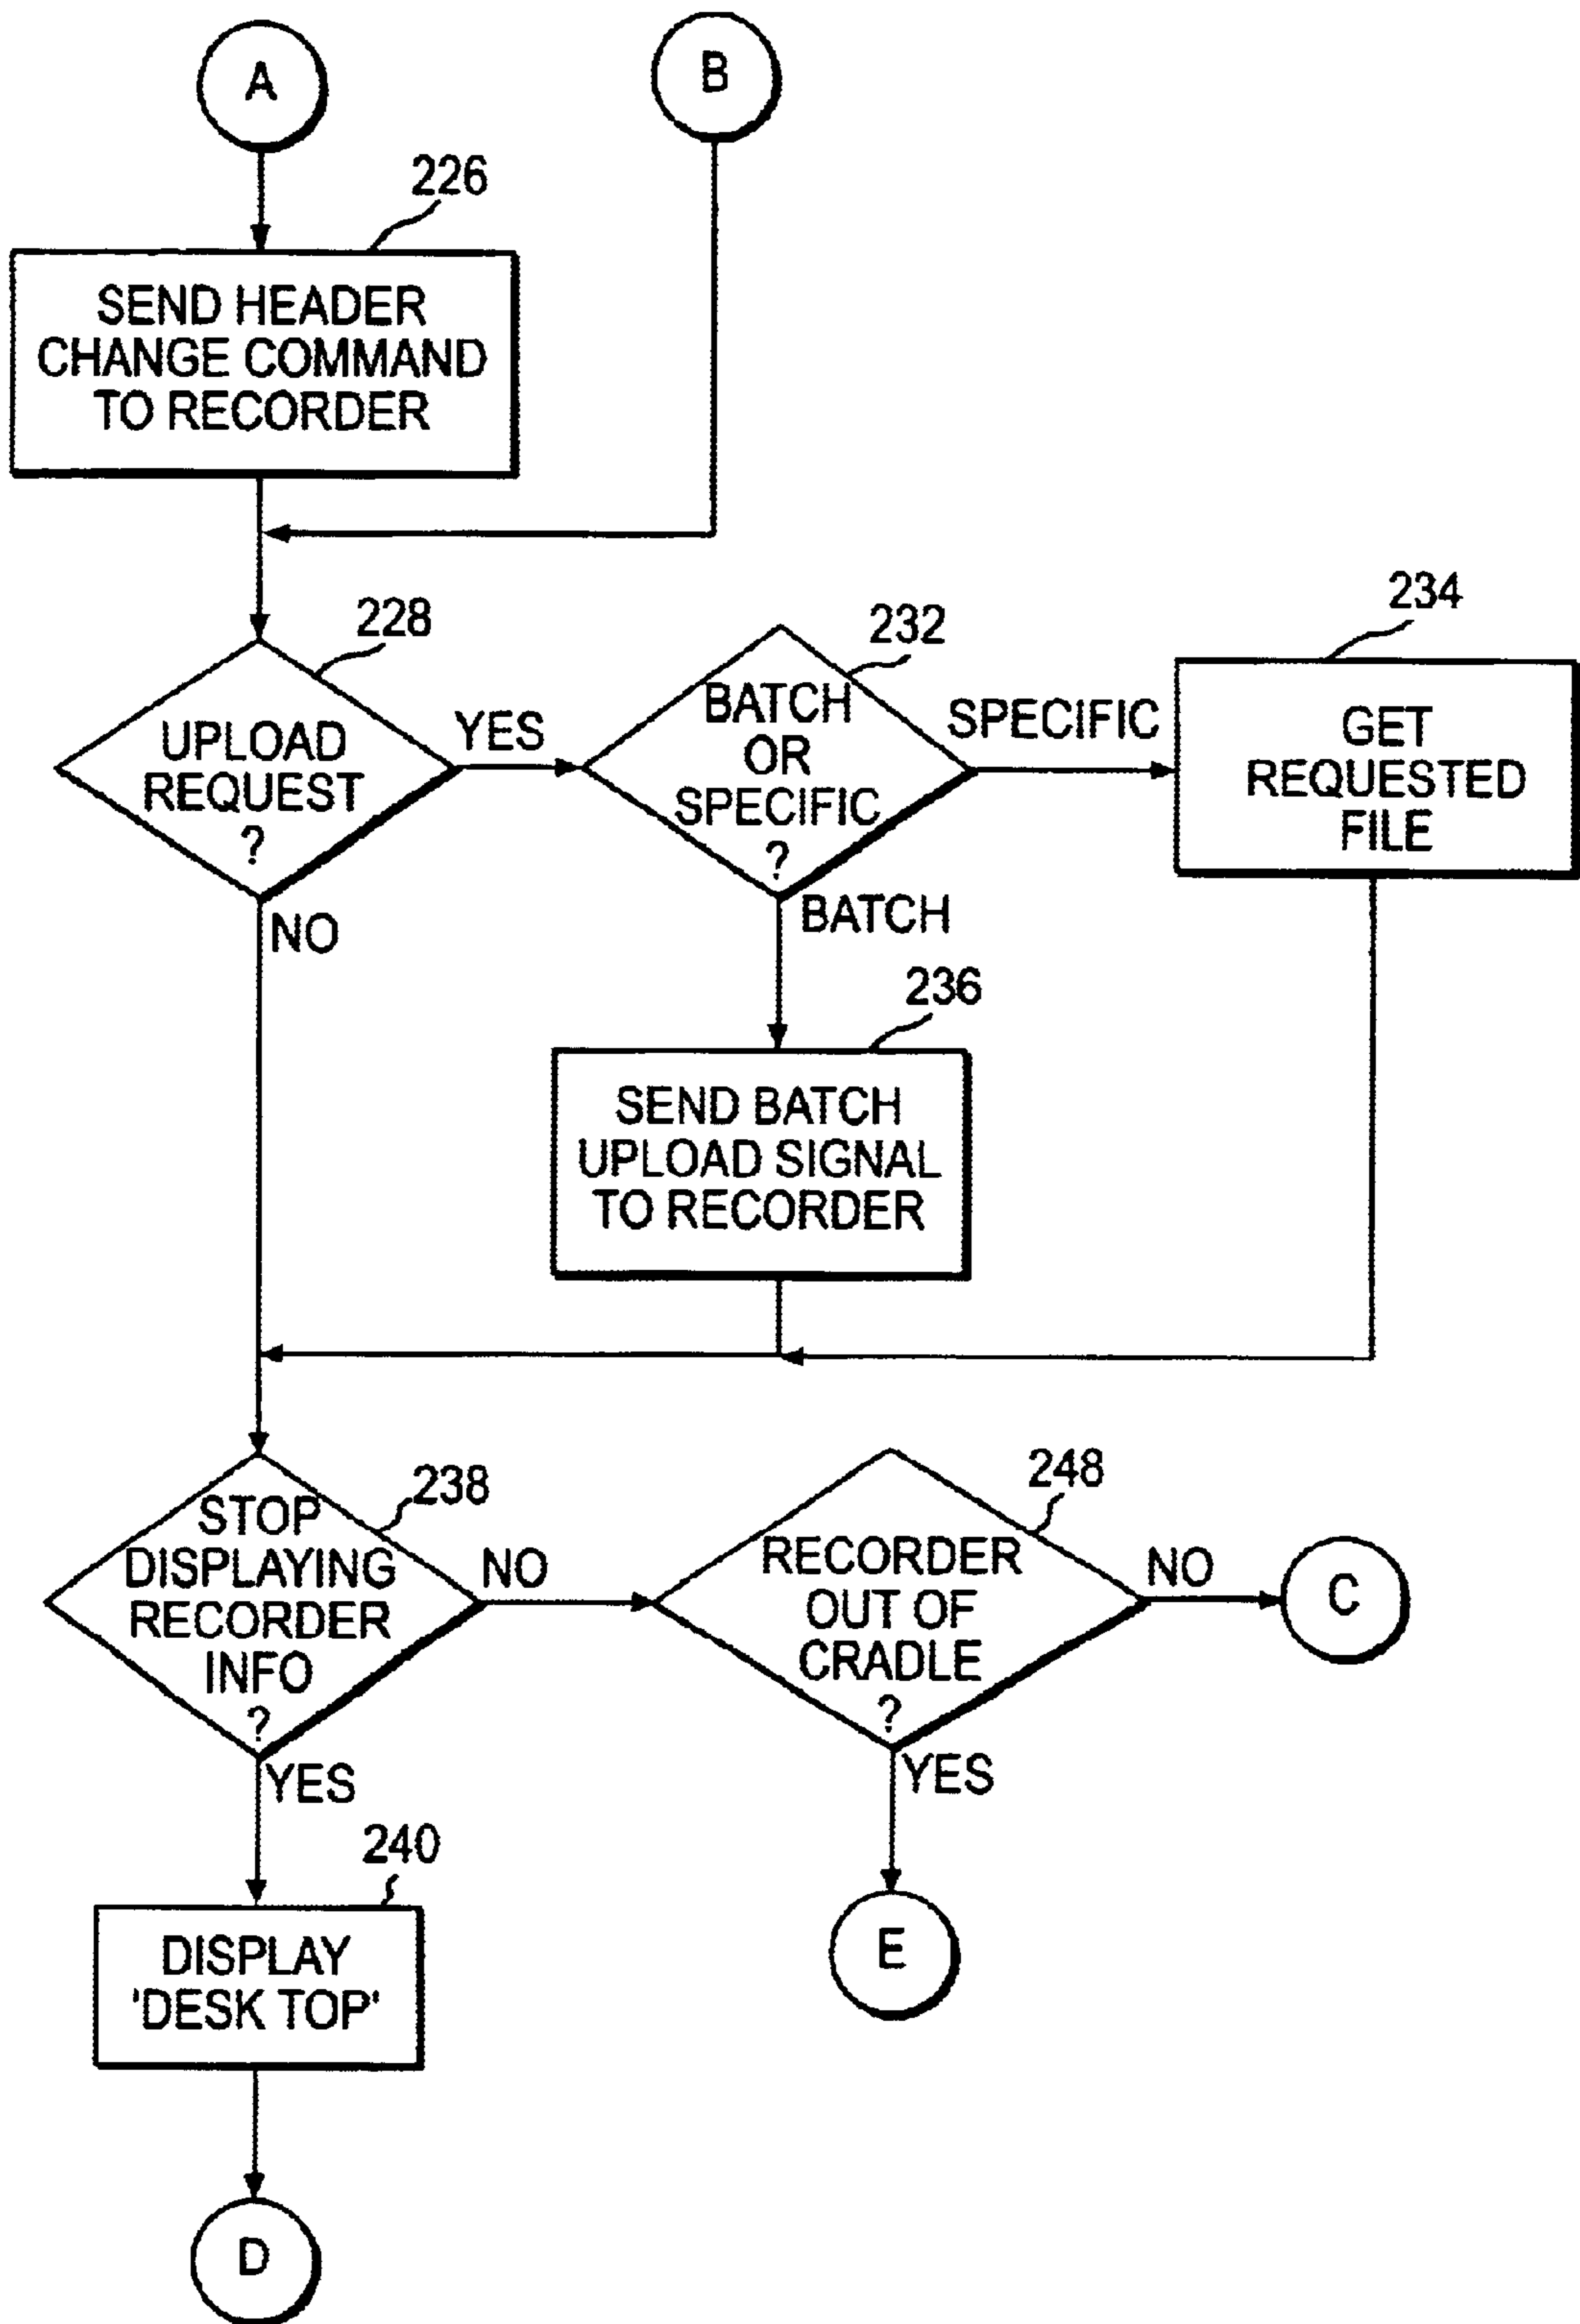 A
B
226
SEND HEADER
CHANGE COMMAND
TO RECORDER
228
UPLOAD
REQUEST
?
YES
NO
232
BATCH
OR
SPECIFIC
?
SPECIFIC
BATCH
234
GET
REQUESTED
FILE
236
SEND BATCH
UPLOAD SIGNAL
TO RECORDER
238
STOP
DISPLAYING
RECORDER
INFO
?
NO
YES
248
RECORDER
OUT OF
CRADLE
?
NO
C
YES
E
240
DISPLAY
'DESK TOP'
D